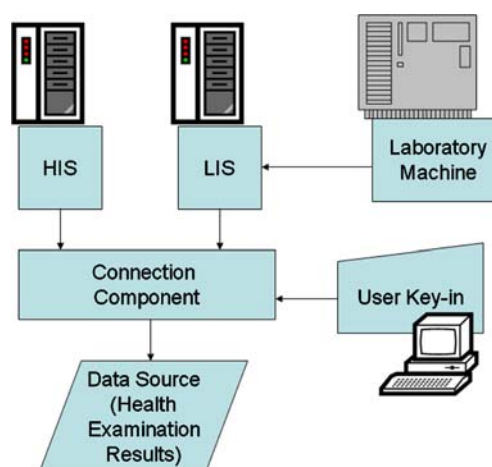 HIS
LIS
Laboratory
Machine
Connection
Component
User Key-in
Data Source
(Health
Examination
Results)